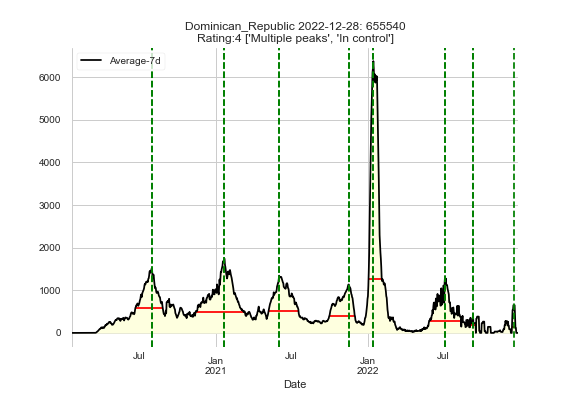 Dominican_Republic 2022-12-28: 655540
Rating:4 ['Multiple peaks', 'In control']
Average-7d
6000
5000
4000
3000
2000
1000
0
Jul
Jan
2021
Jul
Jan
2022
Jul
Date